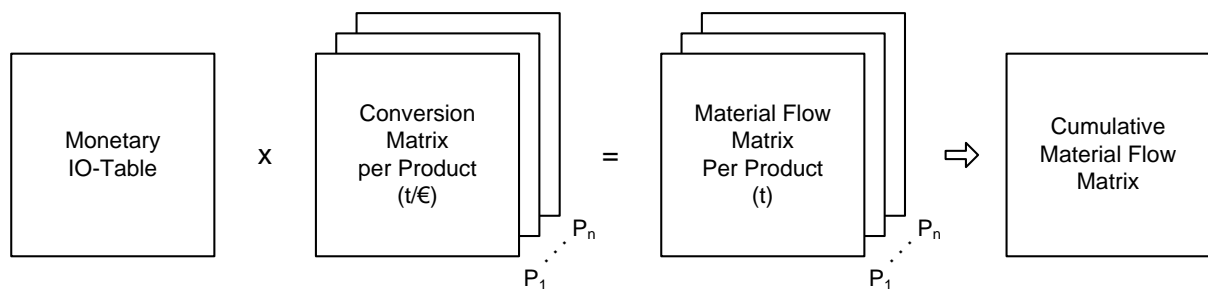 Monetary
IO-Table
x
Conversion
Matrix
per Product
(t/€)
P₁ ..... Pₙ
=
Material Flow
Matrix
Per Product
(t)
P₁ ..... Pₙ
Cumulative
Material Flow
Matrix